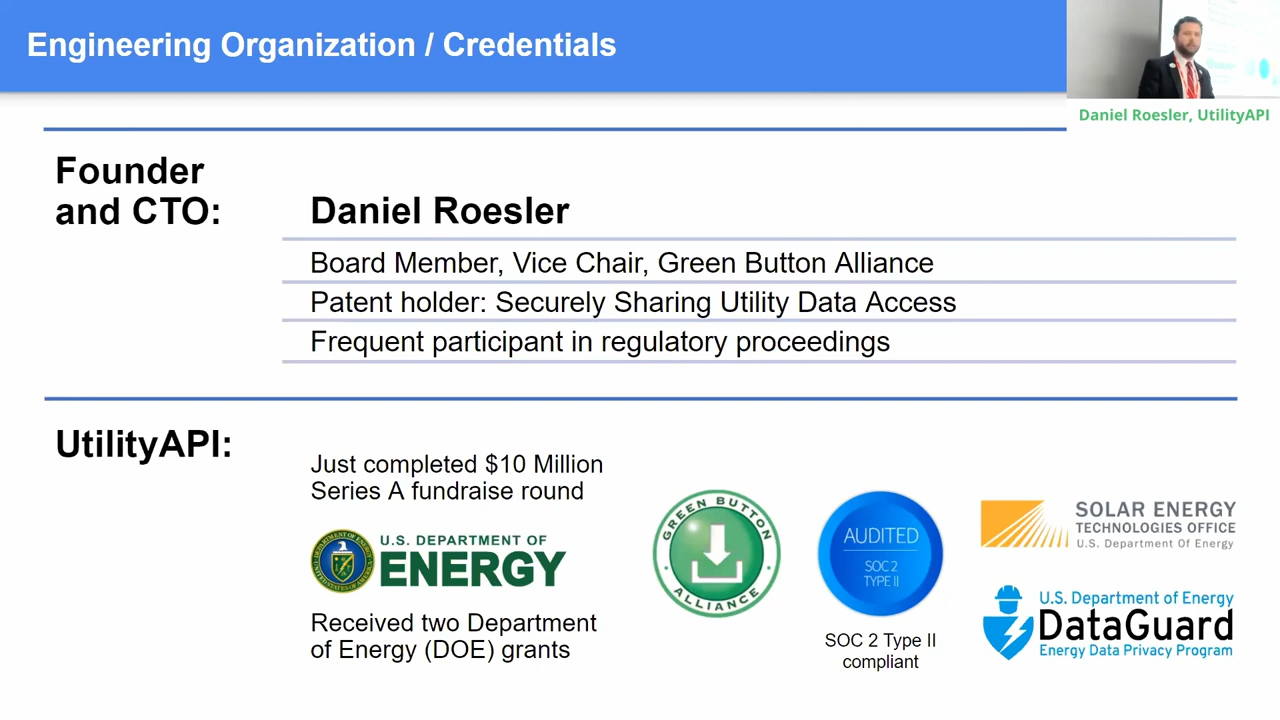 Engineering Organization / Credentials
Daniel Roesler, UtilityAPI
Founder
and CTO:
Daniel Roesler
Board Member, Vice Chair, Green Button Alliance
Patent holder: Securely Sharing Utility Data Access
Frequent participant in regulatory proceedings
UtilityAPI:
Just completed $10 Million
Series A fundraise round
U.S. DEPARTMENT OF
ENERGY
Received two Department
of Energy (DOE) grants
GREEN BUTTON
ALLIANCE
AUDITED
SOC 2
TYPE II
SOC 2 Type II
compliant
SOLAR ENERGY
TECHNOLOGIES OFFICE
U.S. Department Of Energy
U.S. Department of Energy
DataGuard
Energy Data Privacy Program